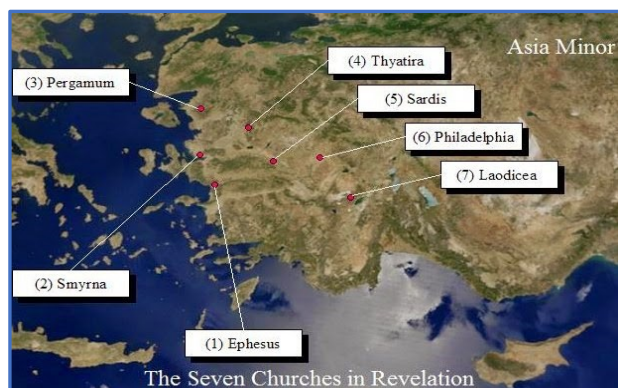 Asia Minor
(4) Thyatira
(3) Pergamum
(5) Sardis
(6) Philadelphia
(7) Laodicea
(2) Smyrna
(1) Ephesus
The Seven Churches in Revelation